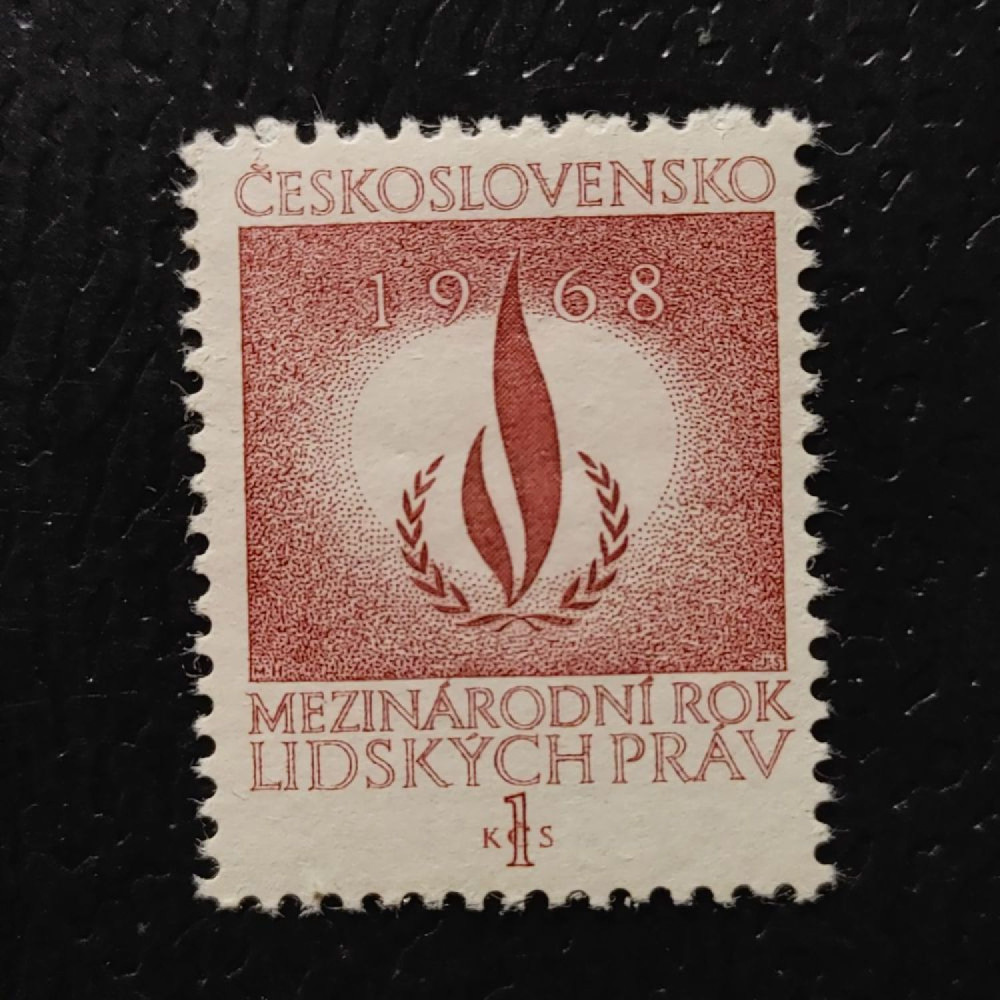 ČESKOSLOVENSKO
1968
MEZINÁRODNÍ ROK
LIDSKÝCH PRÁV
1
KČS